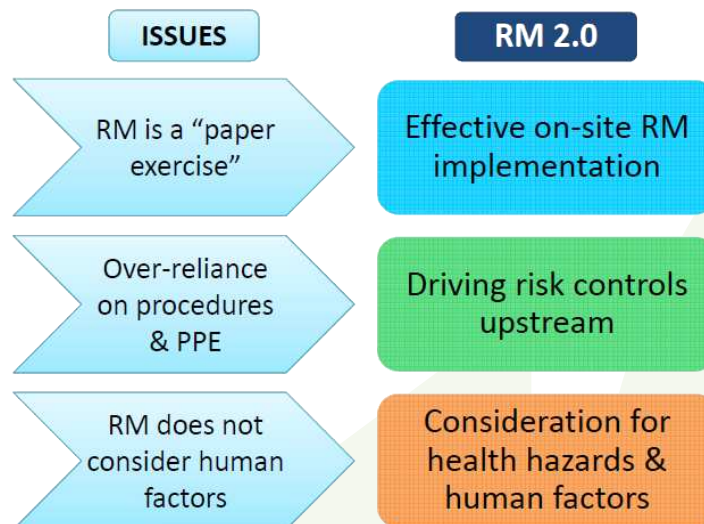 ISSUES
RM 2.0
RM is a “paper
exercise”
Effective on-site RM
implementation
Over-reliance
on procedures
& PPE
Driving risk controls
upstream
RM does not
consider human
factors
Consideration for
health hazards &
human factors